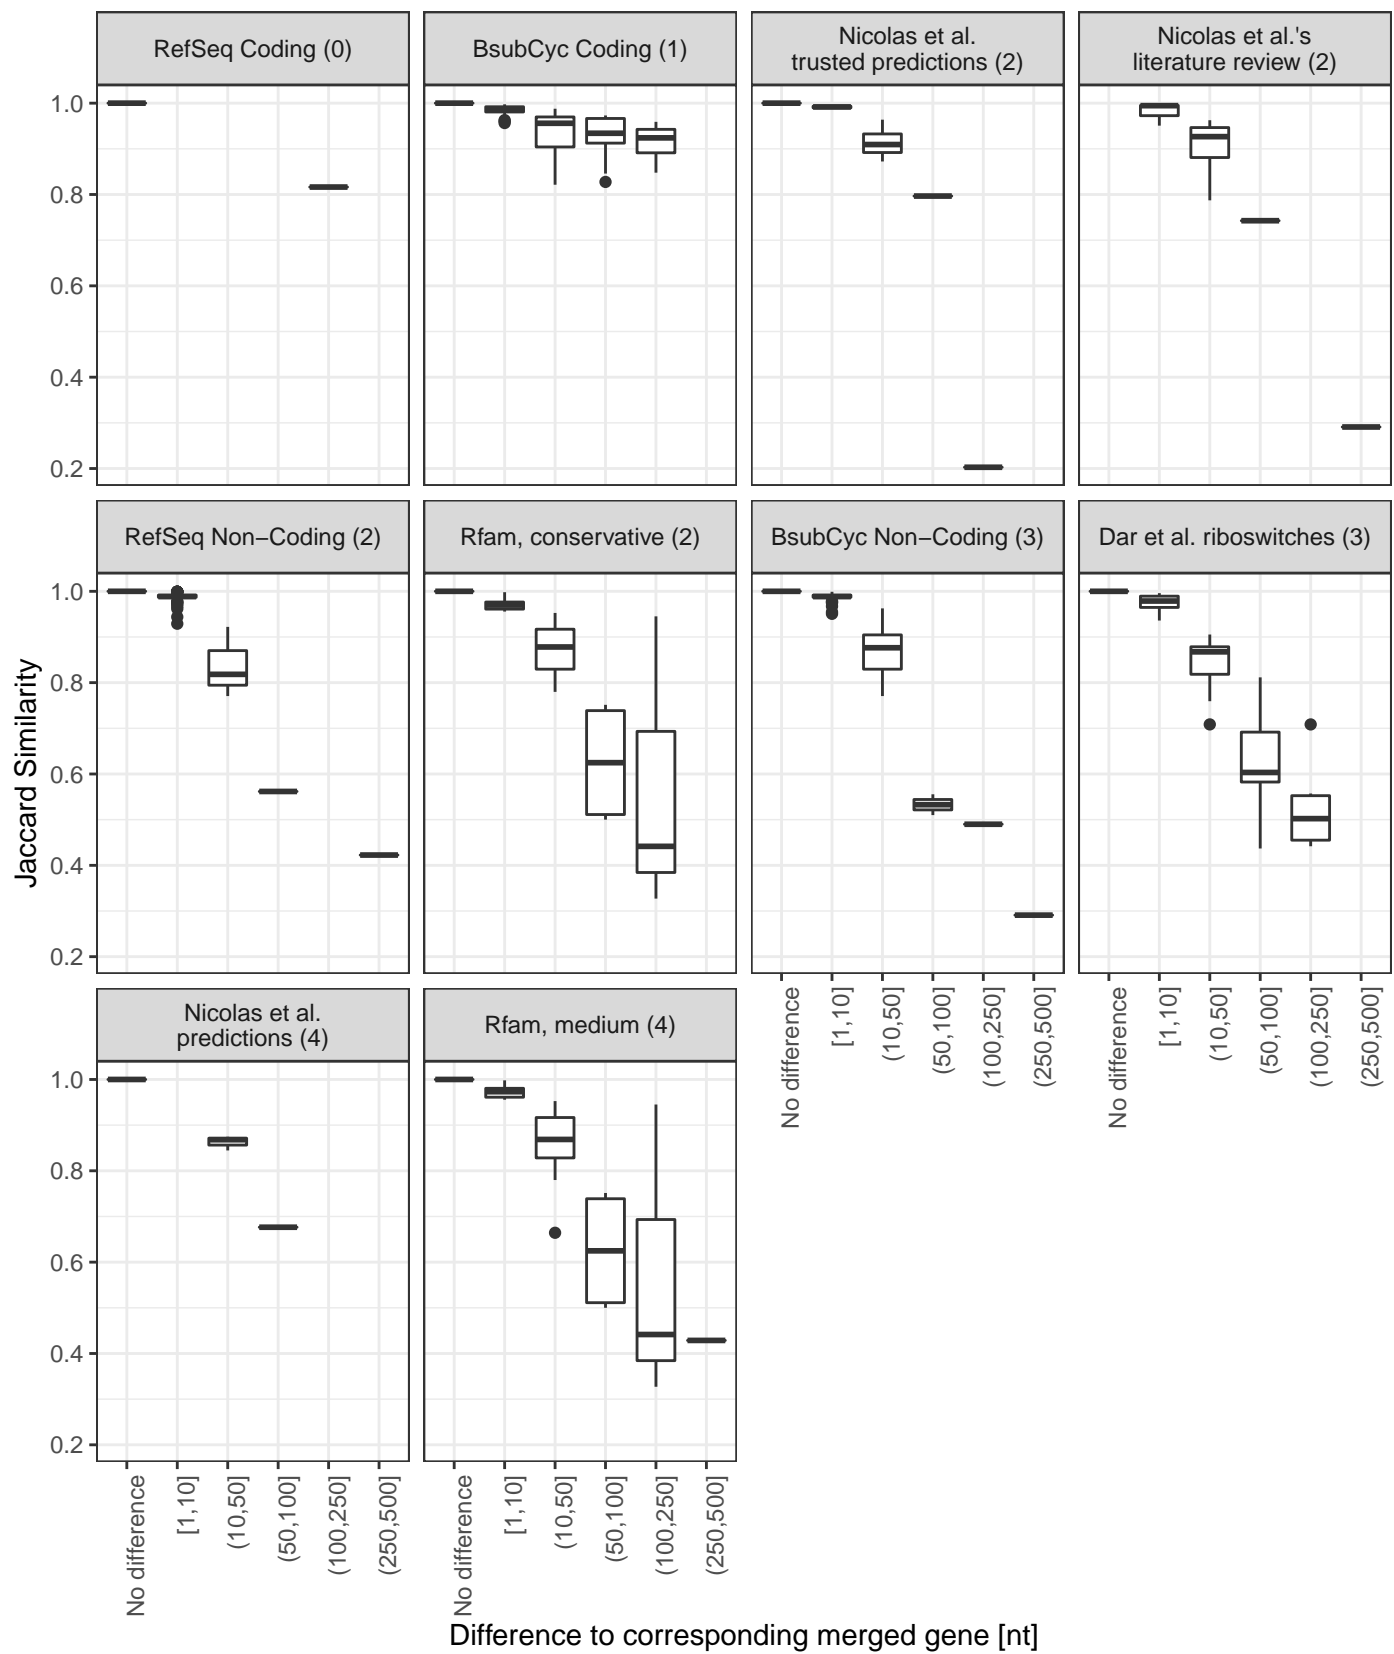 RefSeq Coding (0)
BsubCyc Coding (1)
Nicolas et al.
trusted predictions (2)
Nicolas et al.'s
literature review (2)
1.0
0.8
0.6
0.4
0.2
RefSeq Non−Coding (2)
Rfam, conservative (2)
BsubCyc Non−Coding (3)
Dar et al. riboswitches (3)
Jaccard Similarity
1.0
0.8
0.6
0.4
0.2
No difference
[1,10]
(10,50]
(50,100]
(100,250]
(250,500]
No difference
[1,10]
(10,50]
(50,100]
(100,250]
(250,500]
Nicolas et al.
predictions (4)
Rfam, medium (4)
1.0
0.8
0.6
0.4
0.2
No difference
[1,10]
(10,50]
(50,100]
(100,250]
(250,500]
No difference
[1,10]
(10,50]
(50,100]
(100,250]
(250,500]
Difference to corresponding merged gene [nt]